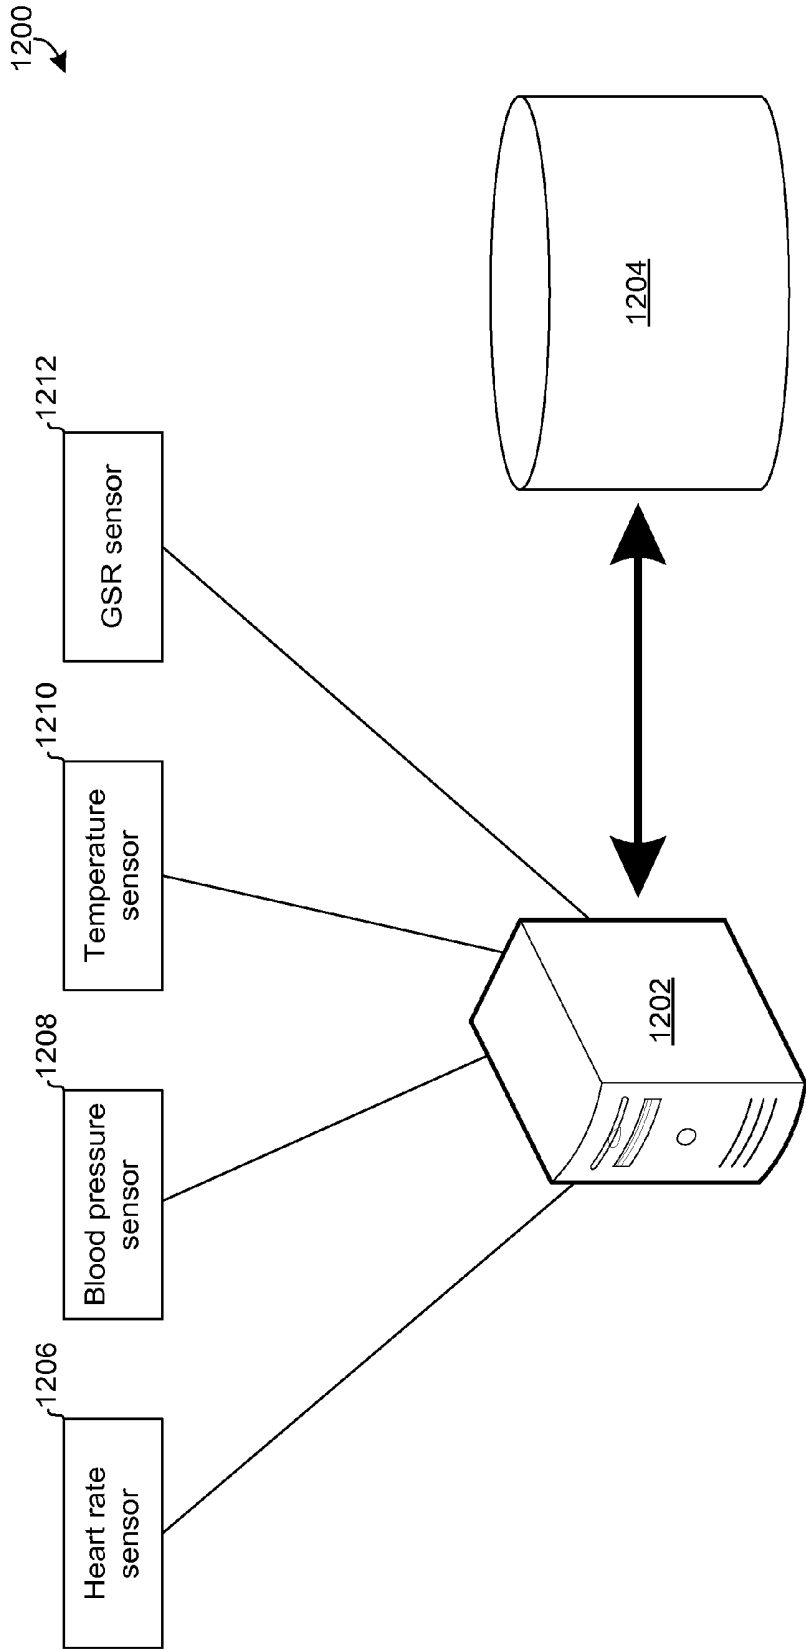 1200
1206
Heart rate
sensor
1208
Blood pressure
sensor
1210
Temperature
sensor
1212
GSR sensor
1202
1204